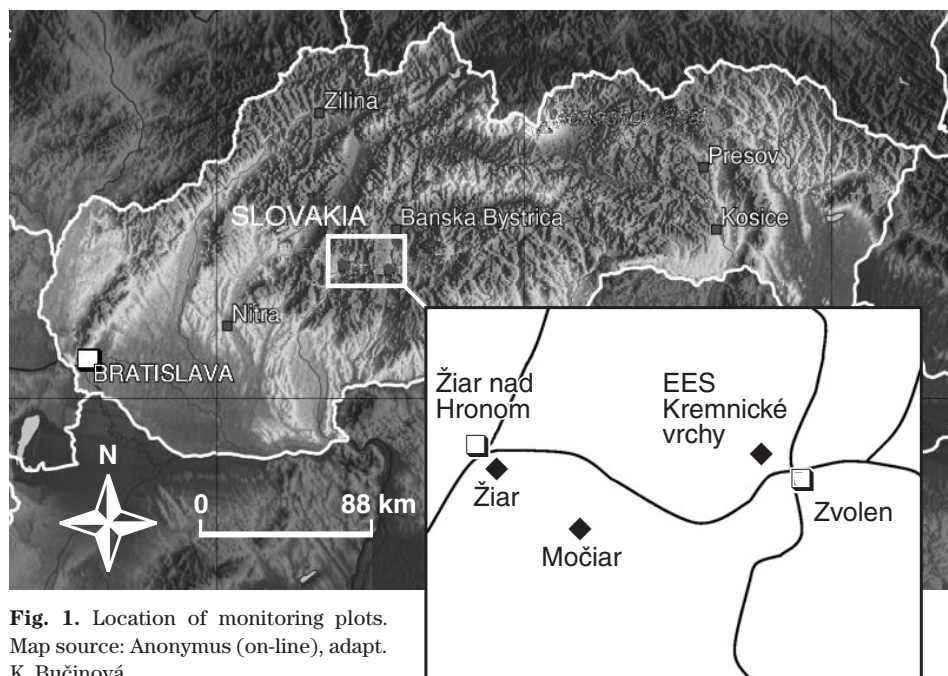 Zilina
Presov
SLOVAKIA
Banska Bystrica
Kosice
Nitra
BRATISLAVA
N
0
88 km
Žiar nad
Hronom
EES
Kremnické
vrchy
Žiar
Zvolen
Močiar
Fig. 1. Location of monitoring plots.
Map source: Anonymus (on-line), adapt.
K. Bučinová